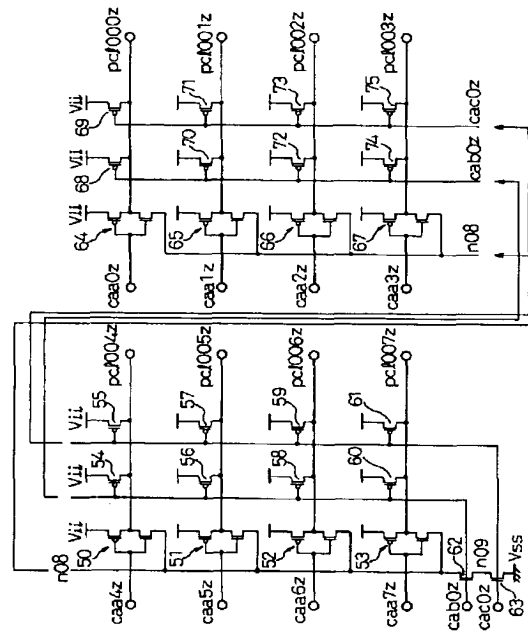 n08
Vii
Vii
Vii
50
54
55
caa4z
pcl004z
51
56
57
caa5z
pcl005z
52
58
59
caa6z
pcl006z
53
60
61
caa7z
pcl007z
cab0z
62
n09
cac0z
63
Vss
Vii
Vii
Vii
64
68
69
caa0z
pcl000z
65
70
71
caa1z
pcl001z
66
72
73
caa2z
pcl002z
67
74
75
caa3z
pcl003z
n08
cab0z
cac0z